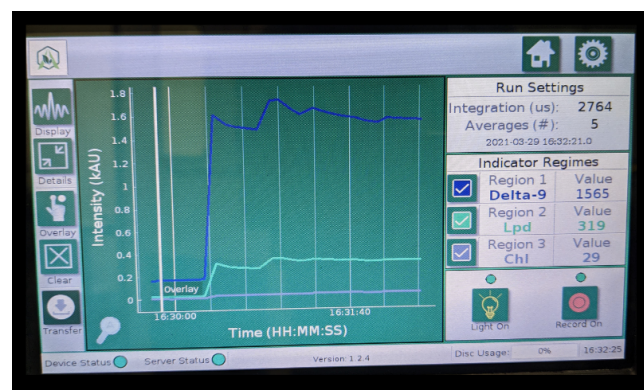 Run Settings
Integration (us): 2764
Averages (#): 5
2021-03-29 16:32:21.0
Indicator Regimes
Region 1 Value
Delta-9 1565
Region 2 Value
Lpd 319
Region 3 Value
Chl 29
Light On
Record On
Display
Details
Overlay
Clear
Transfer
Intensity (kAU)
1.8
1.6
1.4
1.2
1
0.8
0.6
0.4
0.2
0
Overlay
16:30:00 16:31:40
Time (HH:MM:SS)
Device Status Server Status Version: 1.2.4 Disc Usage: 0% 16:32:25